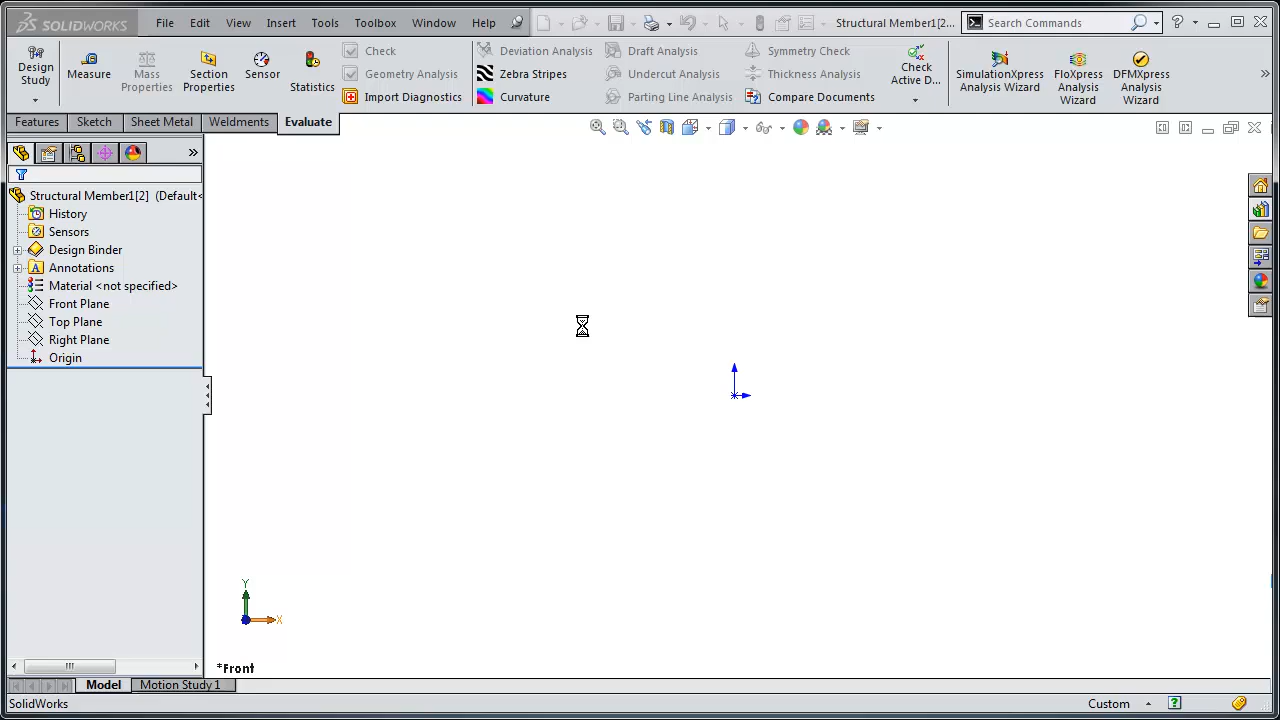 SOLIDWORKS File Edit View Insert Tools Toolbox Window Help Structural Member1[2... Search Commands
Design Study
Measure
Mass Properties
Section Properties
Sensor
Statistics
Check
Geometry Analysis
Import Diagnostics
Deviation Analysis
Zebra Stripes
Curvature
Draft Analysis
Undercut Analysis
Parting Line Analysis
Symmetry Check
Thickness Analysis
Compare Documents
Check Active D...
SimulationXpress Analysis Wizard
FloXpress Analysis Wizard
DFMXpress Analysis Wizard
Features Sketch Sheet Metal Weldments Evaluate
Structural Member1[2] (Default<
History
Sensors
Design Binder
Annotations
Material <not specified>
Front Plane
Top Plane
Right Plane
Origin
Y
X
*Front
Model Motion Study 1
SolidWorks Custom